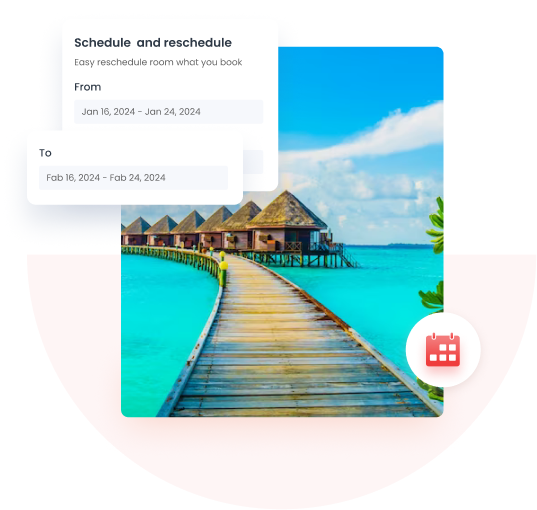 Schedule and reschedule
Easy reschedule room what you book
From
Jan 16, 2024 - Jan 24, 2024
To
Fab 16, 2024 - Fab 24, 2024